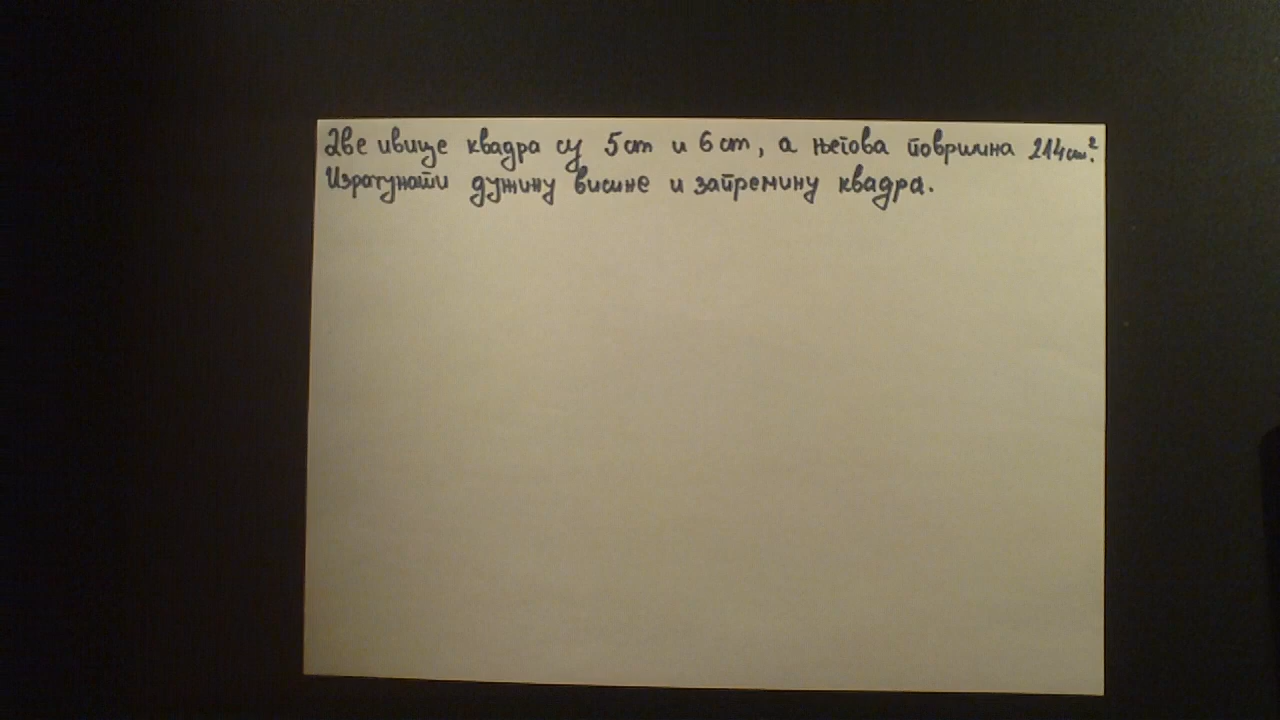 Две ивице квадра су 5cm и 6cm, а његова површина 214cm².
Израчунати дужину висине и запремину квадра.